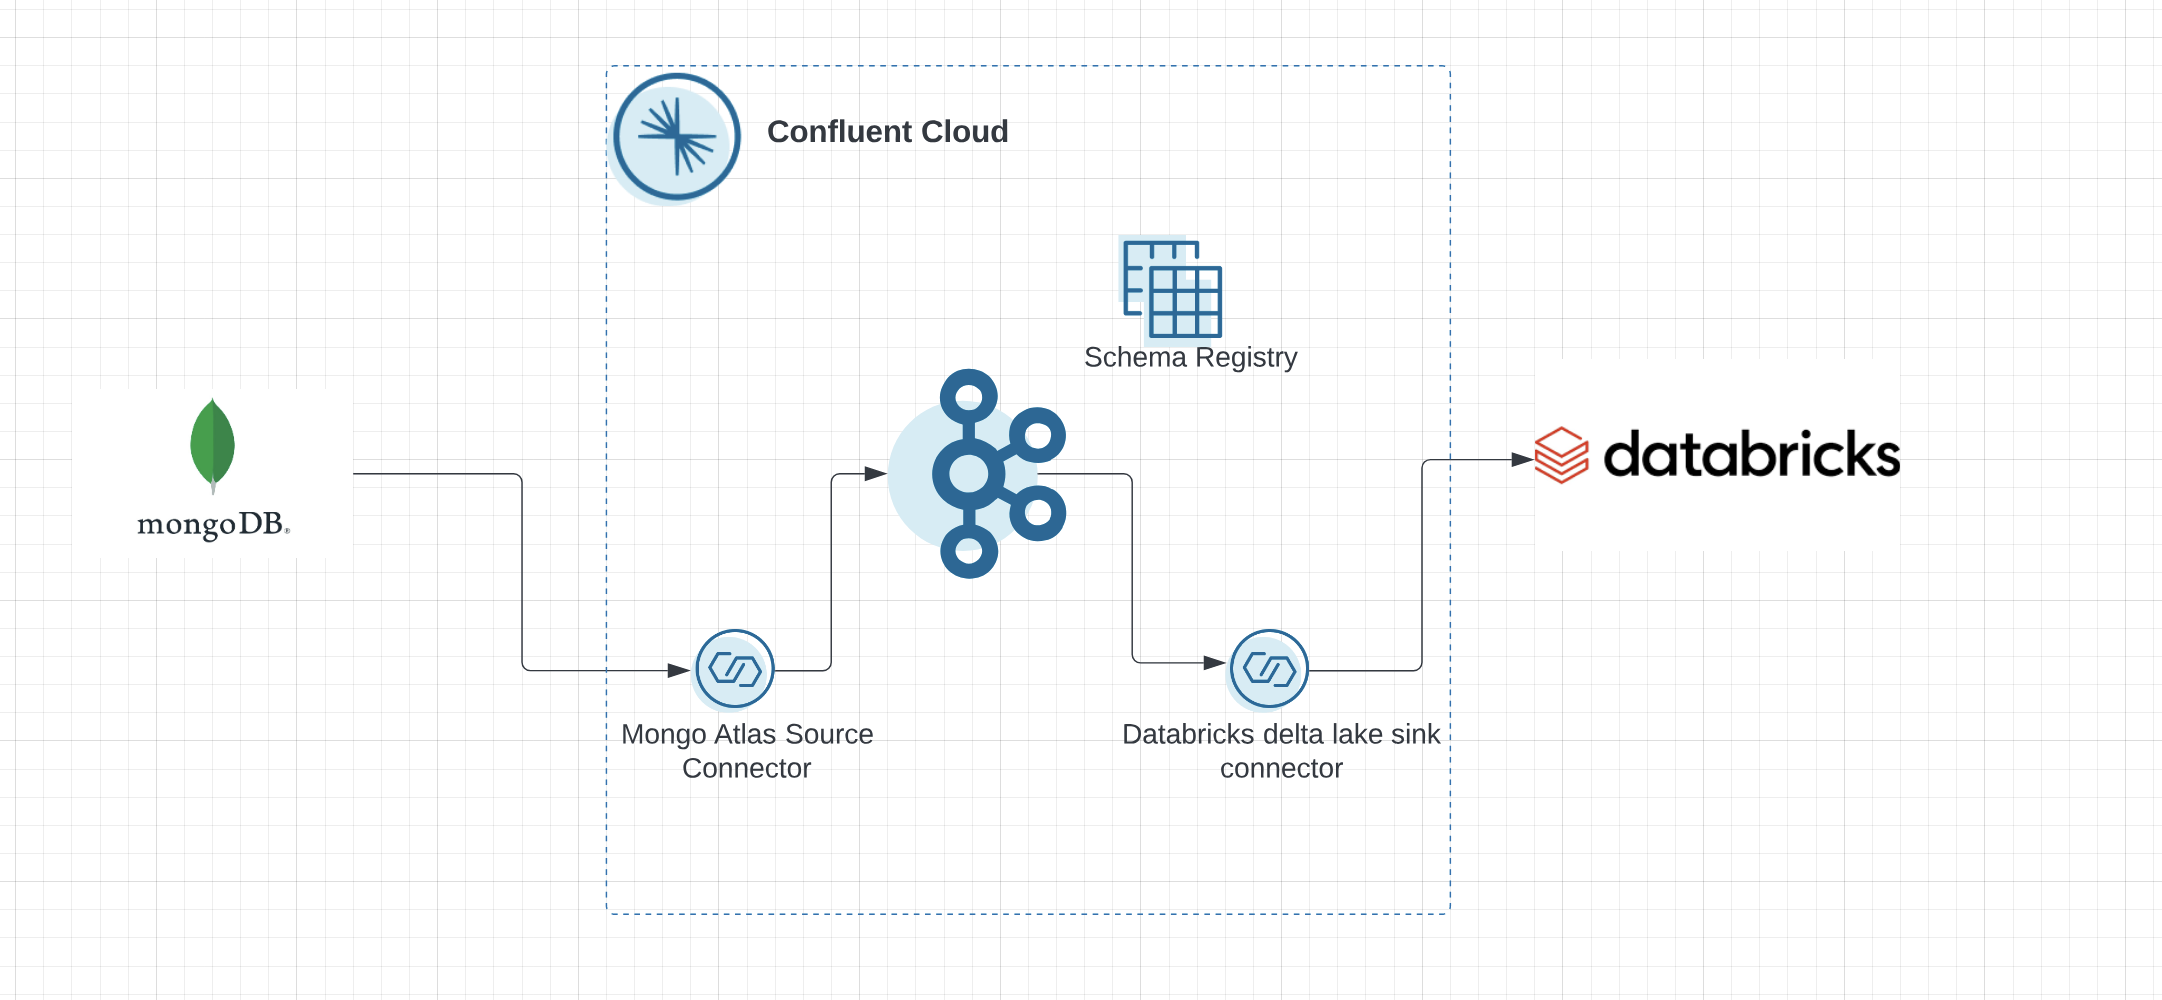 Confluent Cloud
Schema Registry
mongoDB®
databricks
Mongo Atlas Source
Connector
Databricks delta lake sink
connector